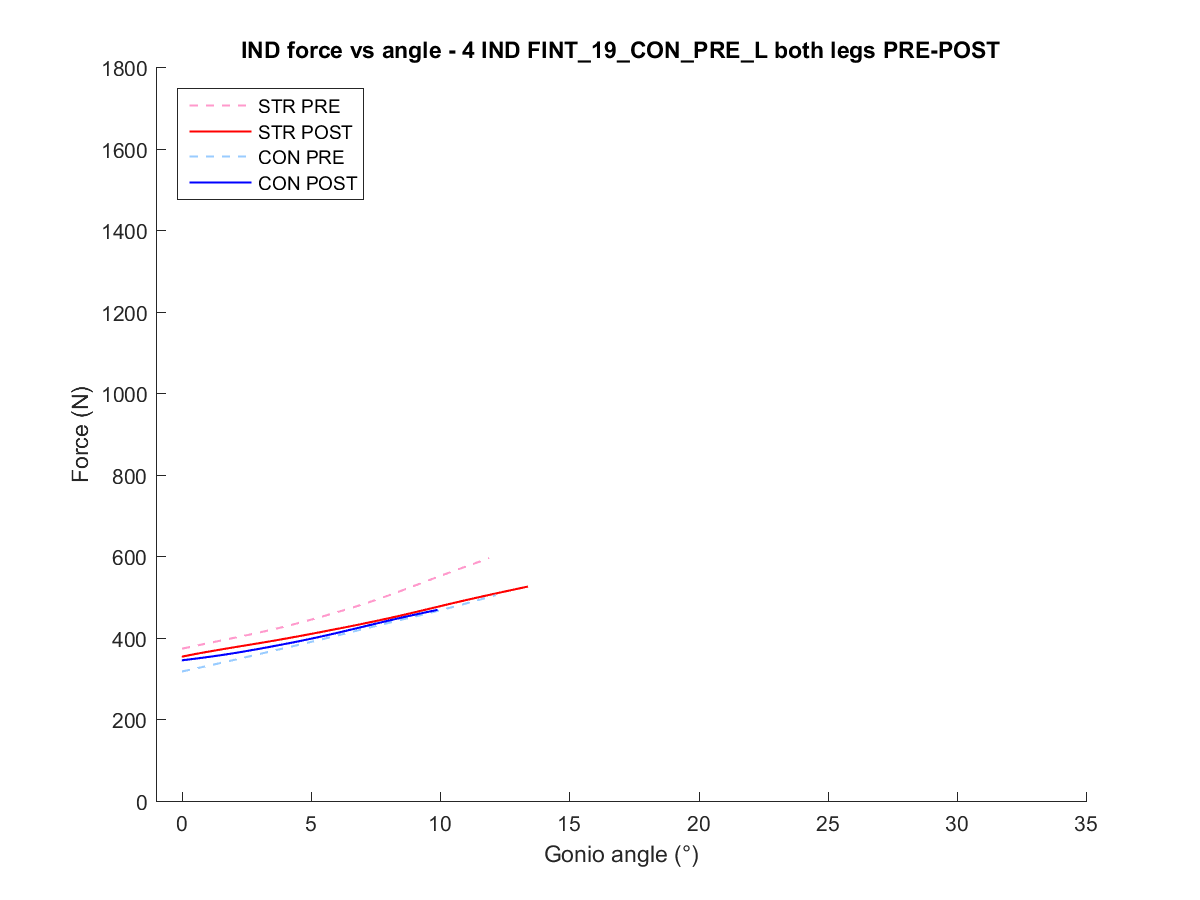 IND force vs angle - 4 IND FINT_19_CON_PRE_L both legs PRE-POST
1800
1600
1400
1200
1000
800
600
400
200
0
Force (N)
STR PRE
STR POST
CON PRE
CON POST
0 5 10 15 20 25 30 35
Gonio angle (°)